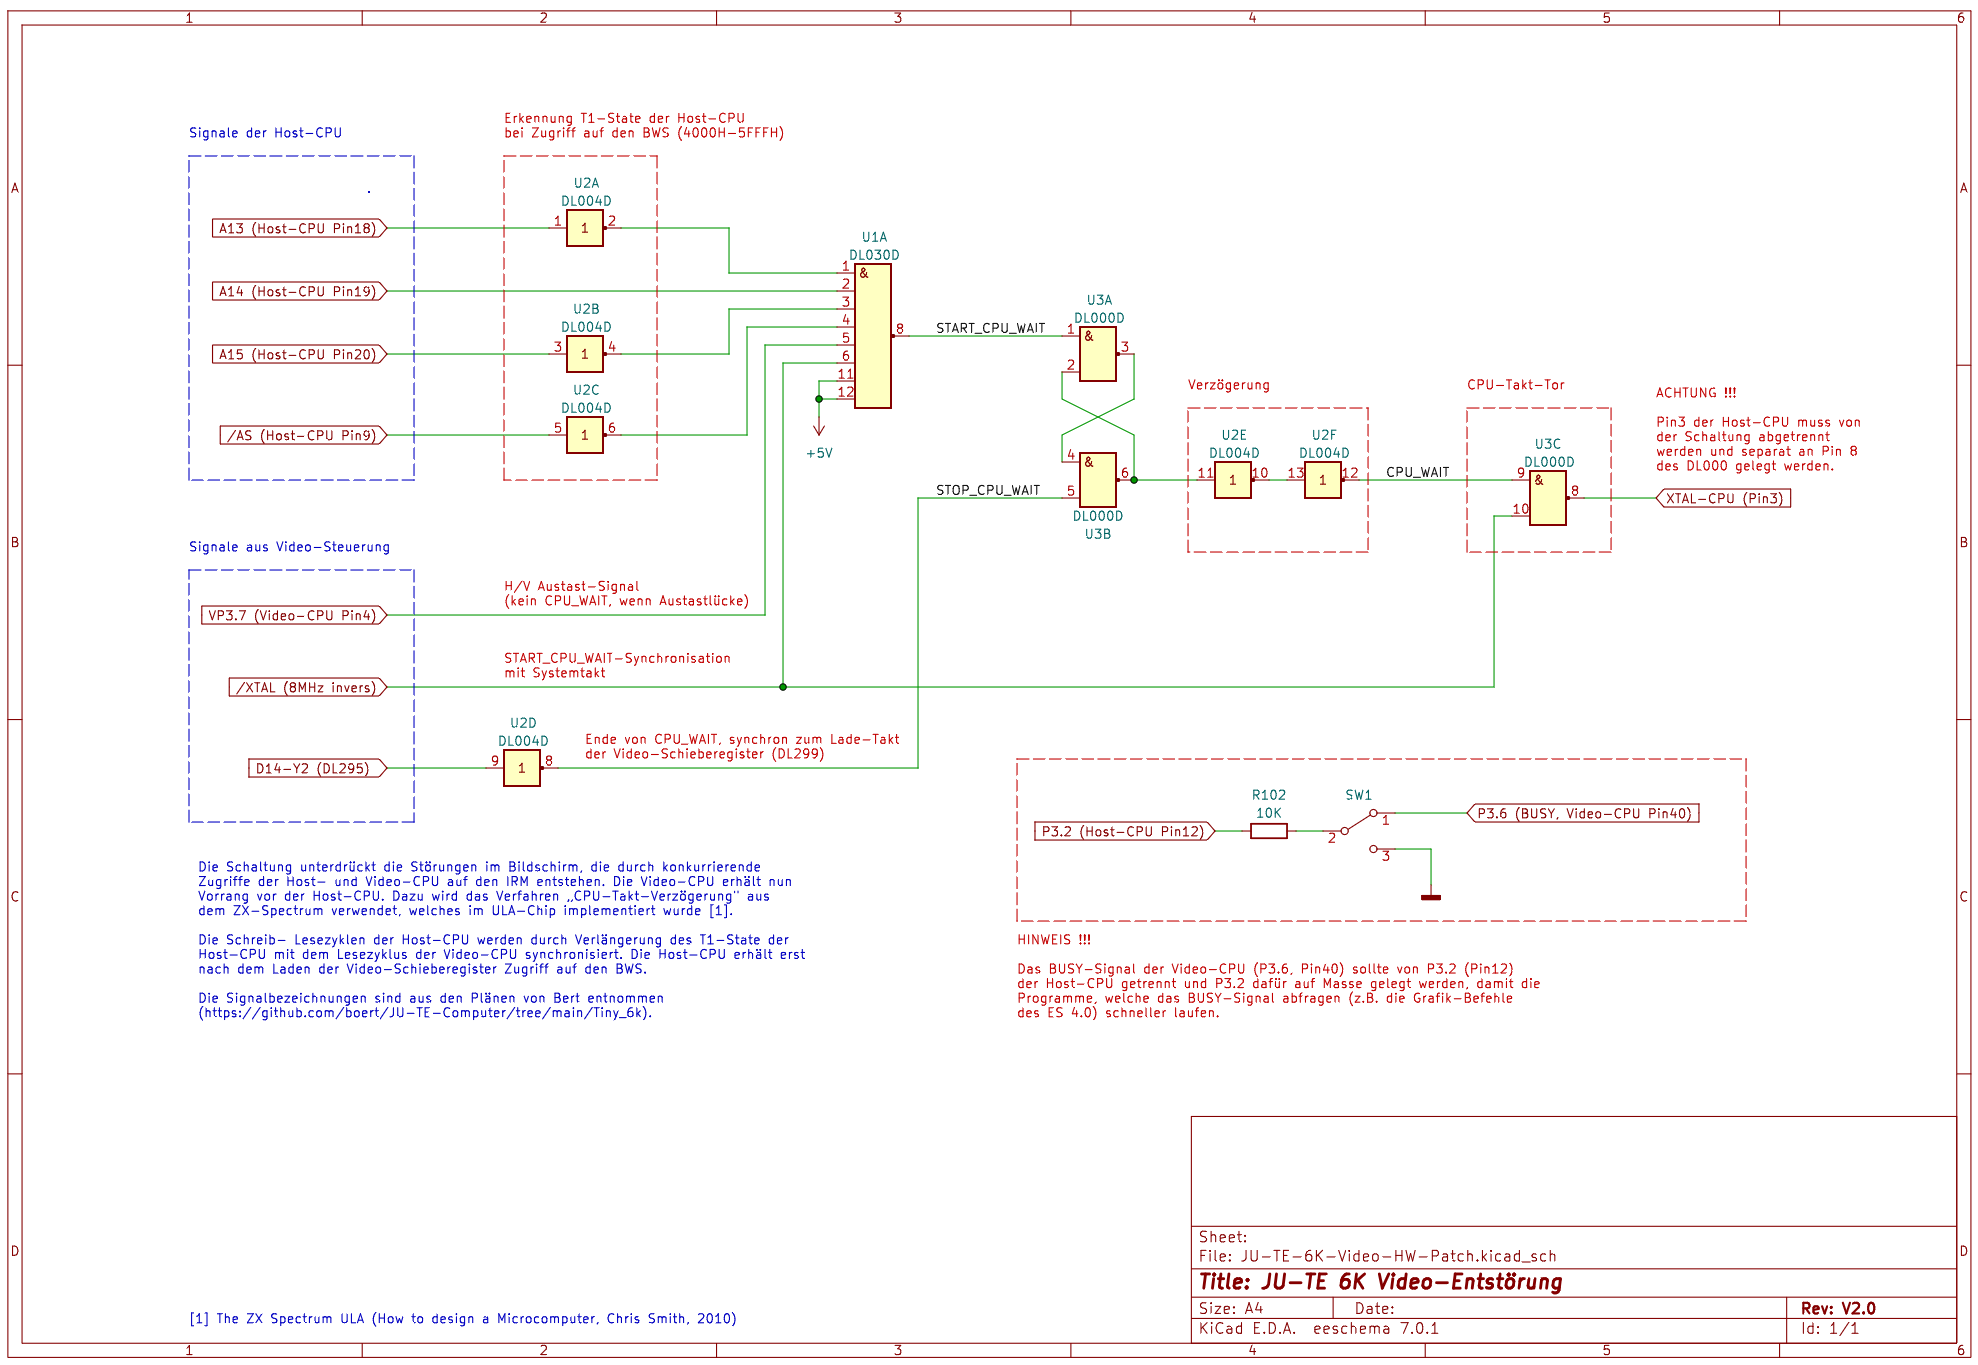 1 2 3 4 5 6
A
B
C
D
A
B
C
D
Signale der Host-CPU
A13 (Host-CPU Pin18)
A14 (Host-CPU Pin19)
A15 (Host-CPU Pin20)
/AS (Host-CPU Pin9)
Erkennung T1-State der Host-CPU
bei Zugriff auf den BWS (4000H-5FFFH)
U2A
DL004D
1 1 2
U2B
DL004D
3 1 4
U2C
DL004D
5 1 6
U1A
DL030D
&
1
2
3
4
5
6
11
12
8
+5V
START_CPU_WAIT
U3A
DL000D
1 &
2
3
STOP_CPU_WAIT
4 &
5
6
DL000D
U3B
Verzögerung
U2E
DL004D
11 1 10
U2F
DL004D
13 1 12
CPU_WAIT
CPU-Takt-Tor
U3C
DL000D
9 &
10
8
XTAL-CPU (Pin3)
ACHTUNG !!!
Pin3 der Host-CPU muss von
der Schaltung abgetrennt
werden und separat an Pin 8
des DL000 gelegt werden.
Signale aus Video-Steuerung
VP3.7 (Video-CPU Pin4)
/XTAL (8MHz invers)
D14-Y2 (DL295)
H/V Austast-Signal
(kein CPU_WAIT, wenn Austastlücke)
START_CPU_WAIT-Synchronisation
mit Systemtakt
U2D
DL004D
9 1 8
Ende von CPU_WAIT, synchron zum Lade-Takt
der Video-Schieberegister (DL299)
P3.2 (Host-CPU Pin12)
R102
10K
SW1
2
1
3
P3.6 (BUSY, Video-CPU Pin40)
HINWEIS !!!
Das BUSY-Signal der Video-CPU (P3.6, Pin40) sollte von P3.2 (Pin12)
der Host-CPU getrennt und P3.2 dafür auf Masse gelegt werden, damit die
Programme, welche das BUSY-Signal abfragen (z.B. die Grafik-Befehle
des ES 4.0) schneller laufen.
Die Schaltung unterdrückt die Störungen im Bildschirm, die durch konkurrierende
Zugriffe der Host- und Video-CPU auf den IRM entstehen. Die Video-CPU erhält nun
Vorrang vor der Host-CPU. Dazu wird das Verfahren „CPU-Takt-Verzögerung" aus
dem ZX-Spectrum verwendet, welches im ULA-Chip implementiert wurde [1].
Die Schreib- Lesezyklen der Host-CPU werden durch Verlängerung des T1-State der
Host-CPU mit dem Lesezyklus der Video-CPU synchronisiert. Die Host-CPU erhält erst
nach dem Laden der Video-Schieberegister Zugriff auf den BWS.
Die Signalbezeichnungen sind aus den Plänen von Bert entnommen
(https://github.com/boert/JU-TE-Computer/tree/main/Tiny_6k).
[1] The ZX Spectrum ULA (How to design a Microcomputer, Chris Smith, 2010)
Sheet:
File: JU-TE-6K-Video-HW-Patch.kicad_sch
Title: JU-TE 6K Video-Entstörung
Size: A4 Date: Rev: V2.0
KiCad E.D.A. eeschema 7.0.1 Id: 1/1
1 2 3 4 5 6